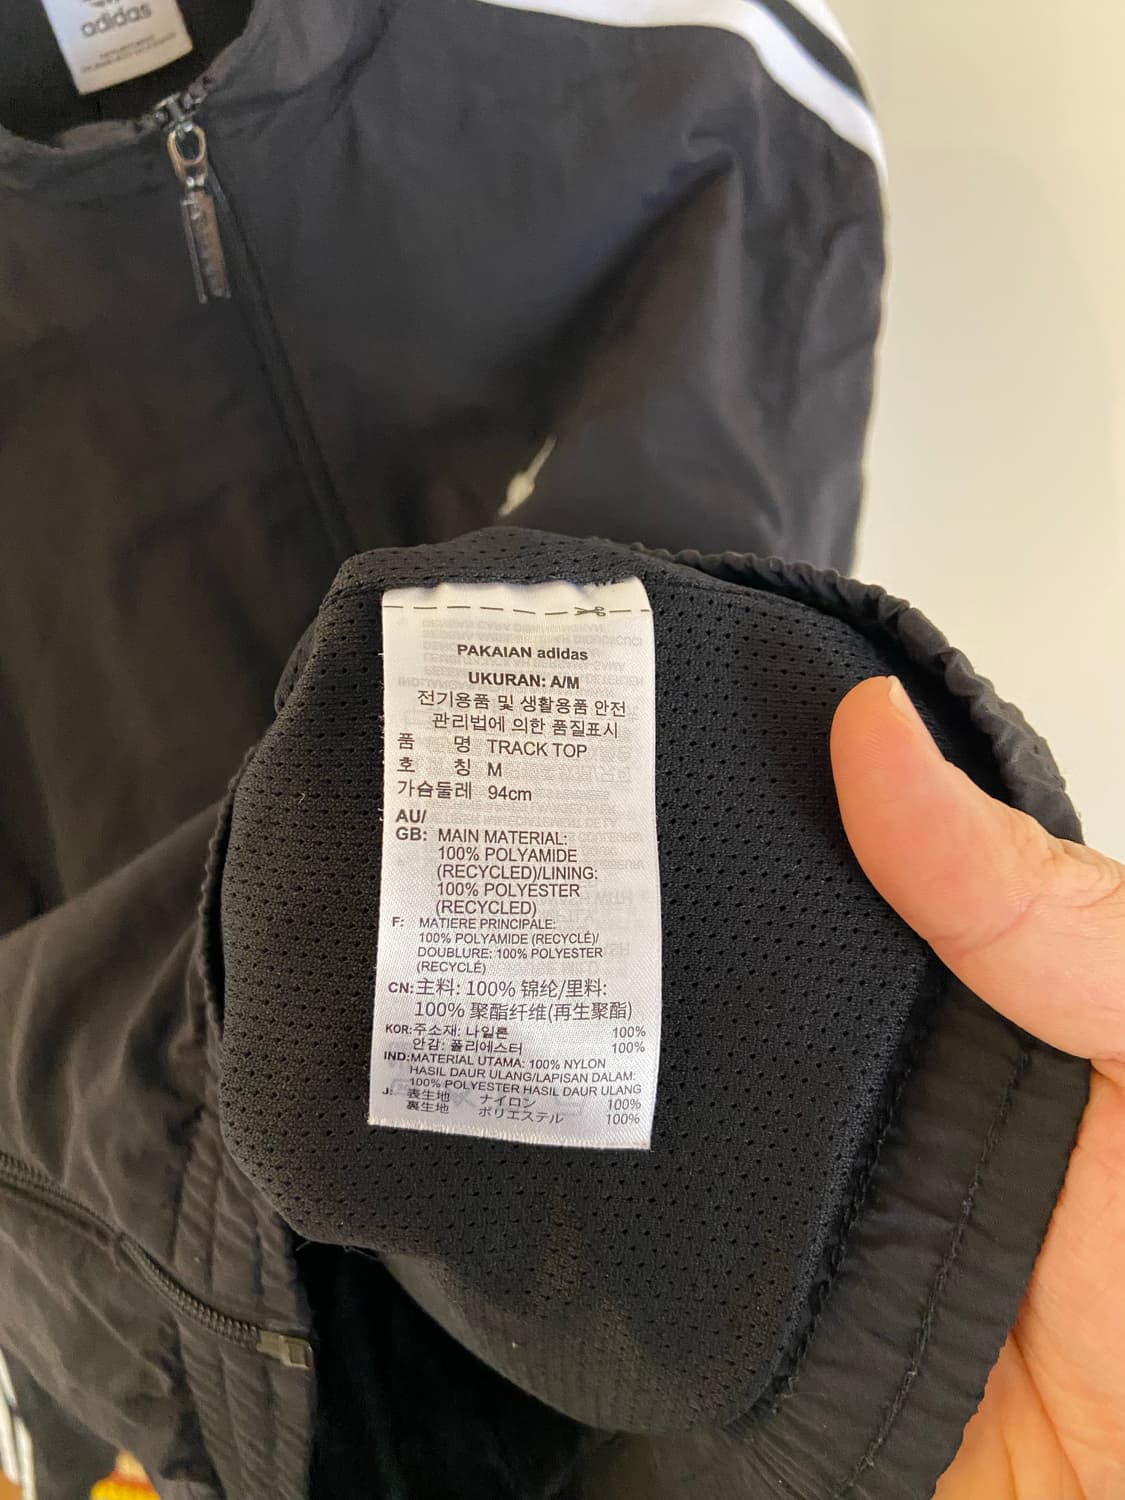 adidas
PAKAIAN adidas
UKURAN: A/M
전기용품 및 생활용품 안전
관리법에 의한 품질표시
품 명 TRACK TOP
호 칭 M
가슴둘레 94cm
AU/
GB: MAIN MATERIAL:
100% POLYAMIDE
(RECYCLED)/LINING:
100% POLYESTER
(RECYCLED)
F: MATIERE PRINCIPALE:
100% POLYAMIDE (RECYCLÉ)/
DOUBLURE: 100% POLYESTER
(RECYCLÉ)
CN: 主料: 100% 锦纶/里料:
100% 聚酯纤维(再生聚酯)
KOR: 주소재: 나일론 100%
안감: 폴리에스터 100%
IND: MATERIAL UTAMA: 100% NYLON
HASIL DAUR ULANG/LAPISAN DALAM:
100% POLYESTER HASIL DAUR ULANG
J: 表生地 ナイロン 100%
裏生地 ポリエステル 100%